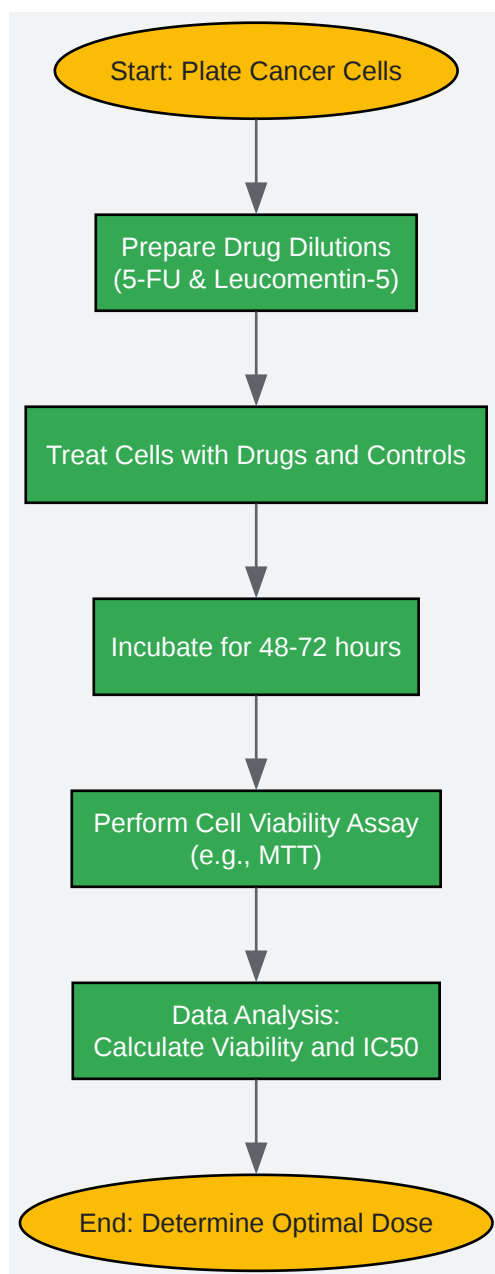 Start: Plate Cancer Cells
Prepare Drug Dilutions
(5-FU & Leucomentin-5)
Treat Cells with Drugs and Controls
Incubate for 48-72 hours
Perform Cell Viability Assay
(e.g., MTT)
Data Analysis:
Calculate Viability and IC50
End: Determine Optimal Dose